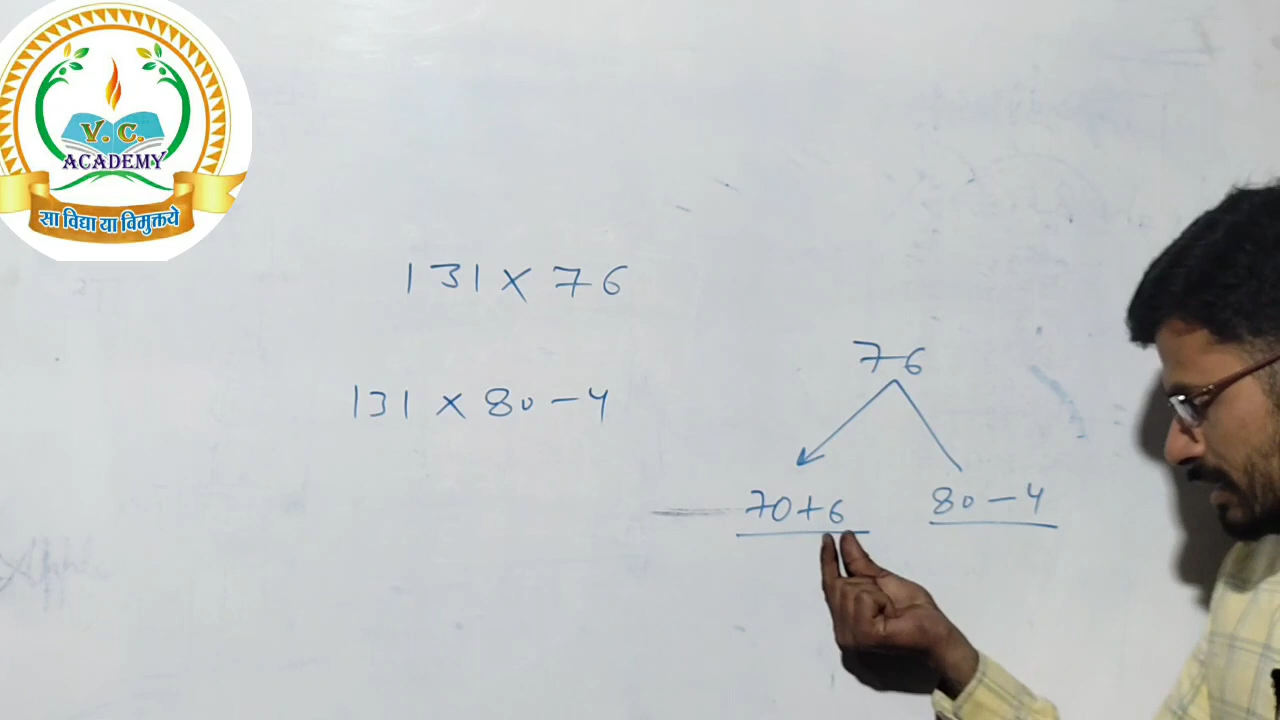 V. C.
ACADEMY
सा विद्या या विमुक्तये
131 × 76
131 × 80 - 4
76
70 + 6 80 - 4